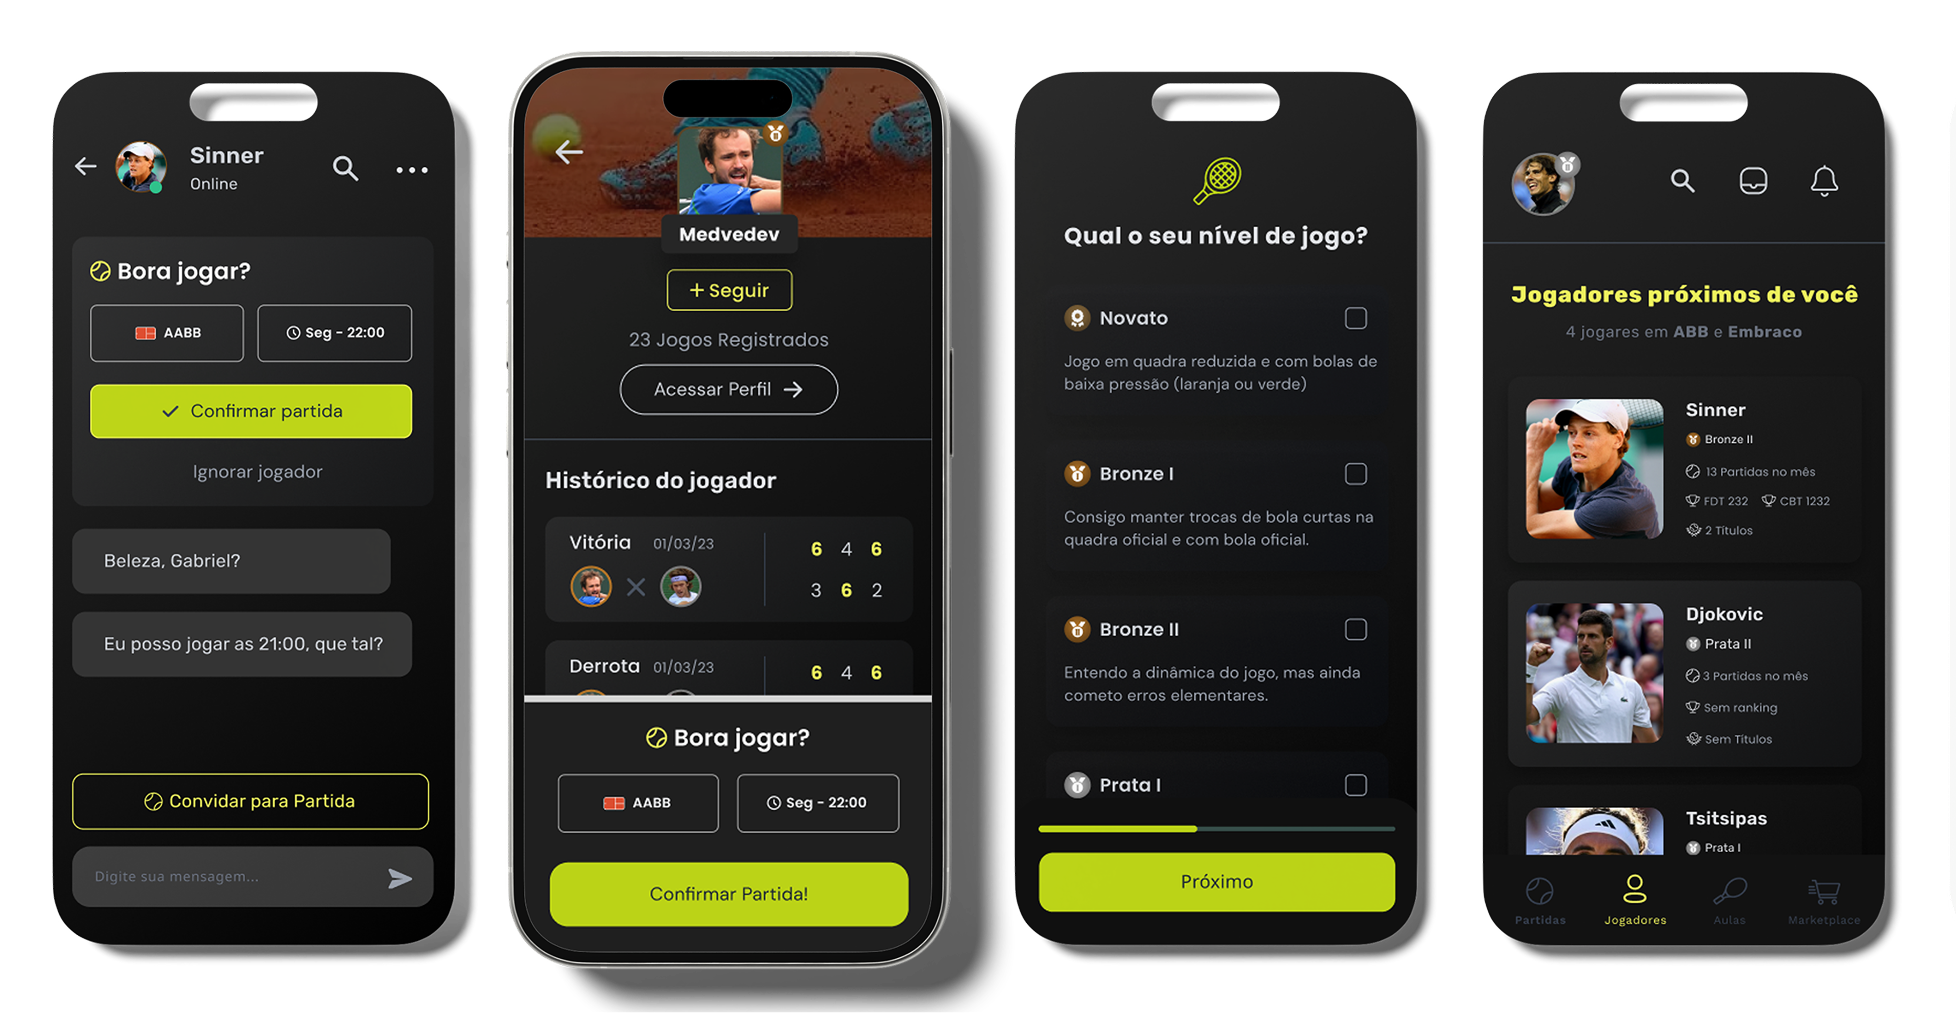 Sinner
Online
Bora jogar?
AABB
Seg - 22:00
Confirmar partida
Ignorar jogador
Beleza, Gabriel?
Eu posso jogar as 21:00, que tal?
Convidar para Partida
Digite sua mensagem...
Medvedev
+ Seguir
23 Jogos Registrados
Acessar Perfil
Histórico do jogador
Vitória 01/03/23
6 4 6
3 6 2
Derrota 01/03/23
6 4 6
Bora jogar?
AABB
Seg - 22:00
Confirmar Partida!
Qual o seu nível de jogo?
Novato
Jogo em quadra reduzida e com bolas de
baixa pressão (laranja ou verde)
Bronze I
Consigo manter trocas de bola curtas na
quadra oficial e com bola oficial.
Bronze II
Entendo a dinâmica do jogo, mas ainda
cometo erros elementares.
Prata I
Próximo
Jogadores próximos de você
4 jogares em ABB e Embraco
Sinner
Bronze II
13 Partidas no mês
FDT 232 CBT 1232
2 Títulos
Djokovic
Prata II
3 Partidas no mês
Sem ranking
Sem Títulos
Tsitsipas
Prata I
Partidas
Jogadores
Aulas
Marketplace